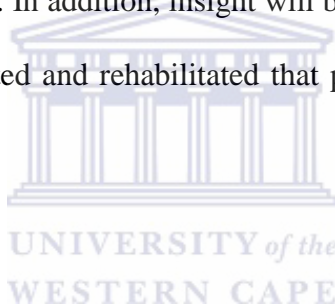 . In addition, insight will b
ed and rehabilitated that p
UNIVERSITY of the
WESTERN CAPE